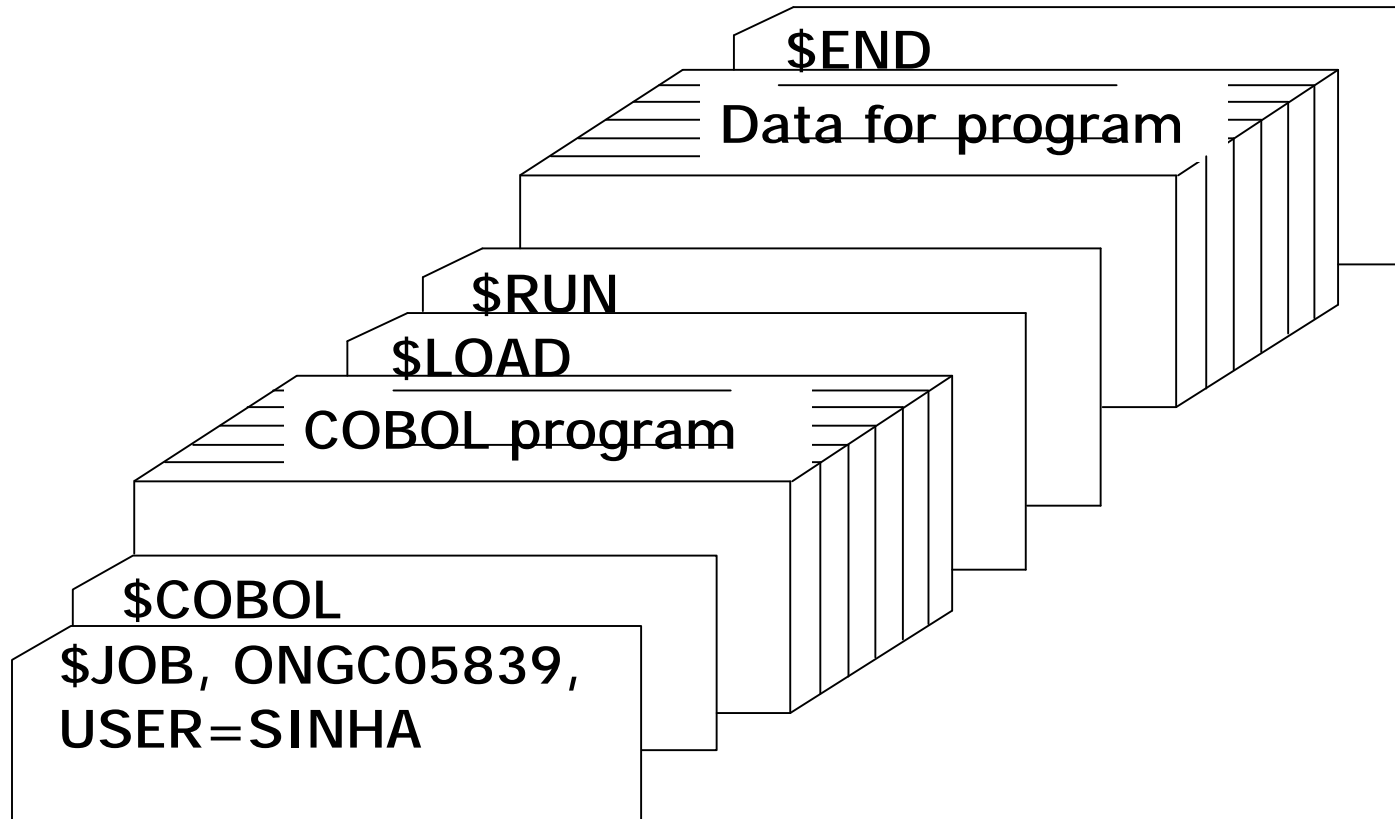 $END
Data for program
$RUN
$LOAD
COBOL program
$COBOL
$JOB, ONGC05839,
USER=SINHA